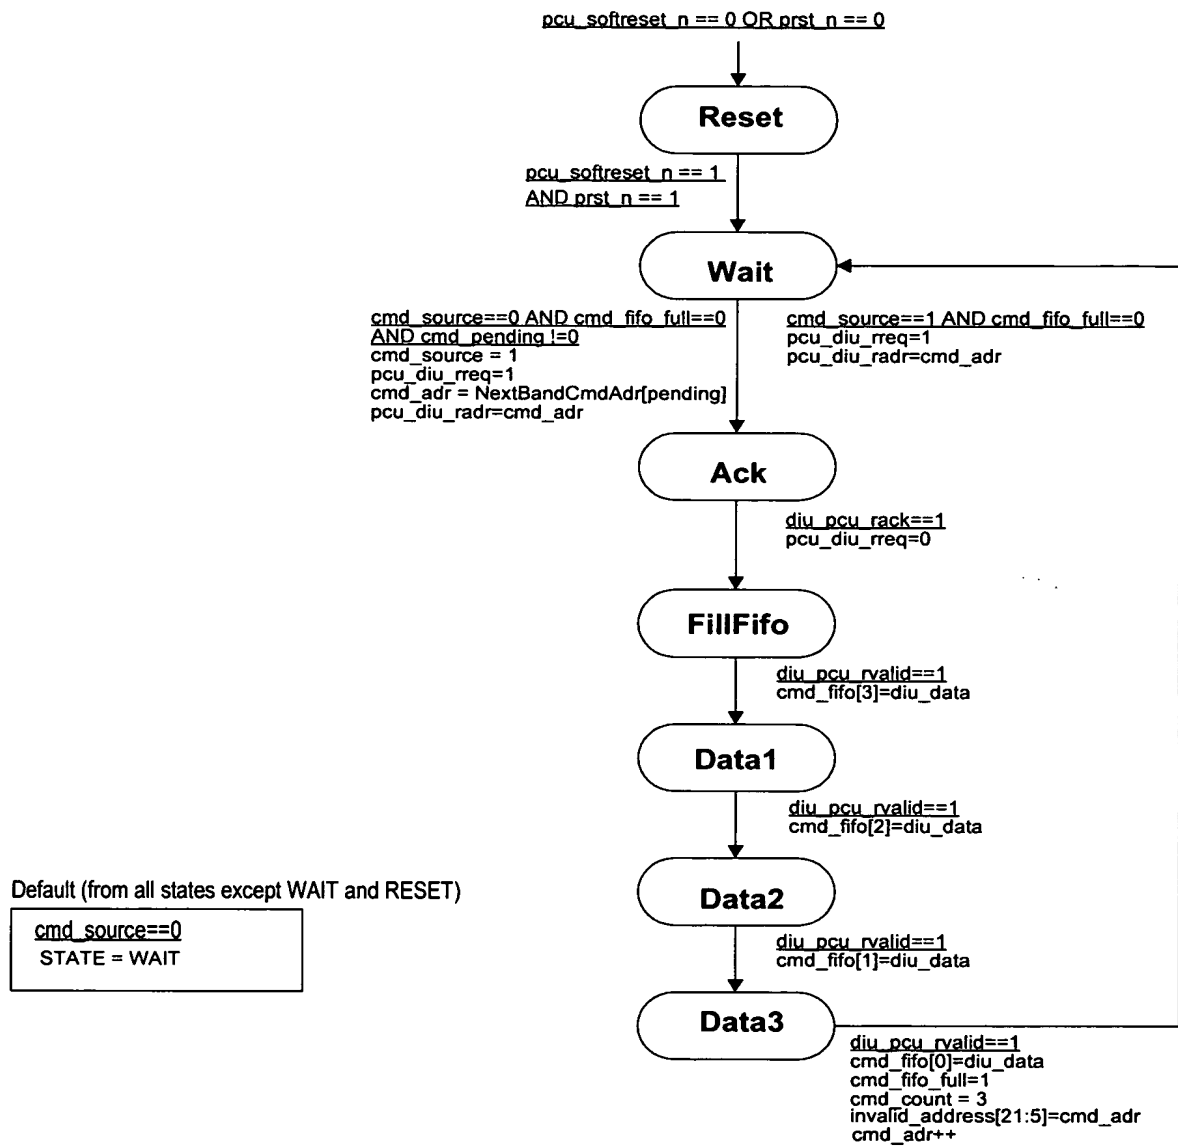 pcu_softreset_n == 0 OR prst_n == 0
Reset
pcu_softreset_n == 1
AND prst_n == 1
Wait
cmd_source==0 AND cmd_fifo_full==0
AND cmd_pending !=0
cmd_source = 1
pcu_diu_rreq=1
cmd_adr = NextBandCmdAdr[pending]
pcu_diu_radr=cmd_adr
cmd_source==1 AND cmd_fifo_full==0
pcu_diu_rreq=1
pcu_diu_radr=cmd_adr
Ack
diu_pcu_rack==1
pcu_diu_rreq=0
FillFifo
diu_pcu_rvalid==1
cmd_fifo[3]=diu_data
Data1
diu_pcu_rvalid==1
cmd_fifo[2]=diu_data
Data2
diu_pcu_rvalid==1
cmd_fifo[1]=diu_data
Data3
diu_pcu_rvalid==1
cmd_fifo[0]=diu_data
cmd_fifo_full=1
cmd_count = 3
invalid_address[21:5]=cmd_adr
cmd_adr++
Default (from all states except WAIT and RESET)
cmd_source==0
STATE = WAIT